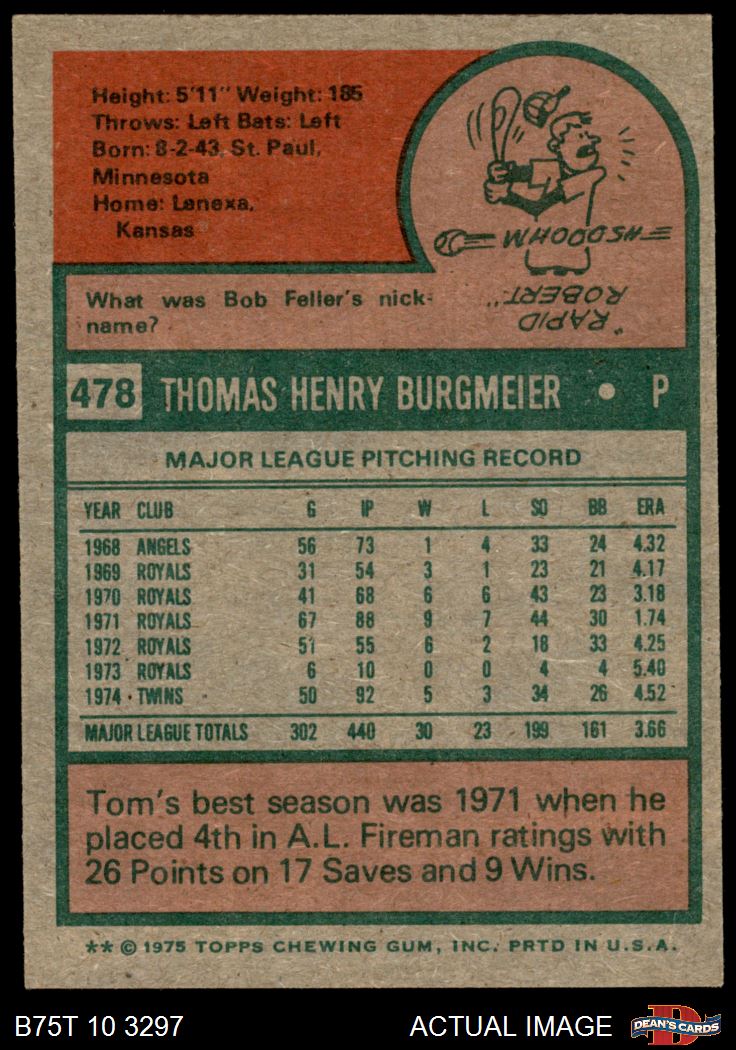 Height: 5'11" Weight: 185
Throws: Left Bats: Left
Born: 8-2-43, St. Paul,
Minnesota
Home: Lenexa,
Kansas
WHOOOOSH
"RAPID
ROBERT"
What was Bob Feller's nick-
name?
478 THOMAS HENRY BURGMEIER • P
MAJOR LEAGUE PITCHING RECORD
YEAR CLUB G IP W L SO BB ERA
1968 ANGELS 56 73 1 4 33 24 4.32
1969 ROYALS 31 54 3 1 23 21 4.17
1970 ROYALS 41 68 6 6 43 23 3.18
1971 ROYALS 67 88 9 7 44 30 1.74
1972 ROYALS 51 55 6 2 18 33 4.25
1973 ROYALS 6 10 0 0 4 4 5.40
1974 TWINS 50 92 5 3 34 26 4.52
MAJOR LEAGUE TOTALS 302 440 30 23 199 161 3.66
Tom's best season was 1971 when he
placed 4th in A.L. Fireman ratings with
26 Points on 17 Saves and 9 Wins.
** © 1975 TOPPS CHEWING GUM, INC. PRTD IN U.S.A.
B75T 10 3297 ACTUAL IMAGE DEAN'S CARDS